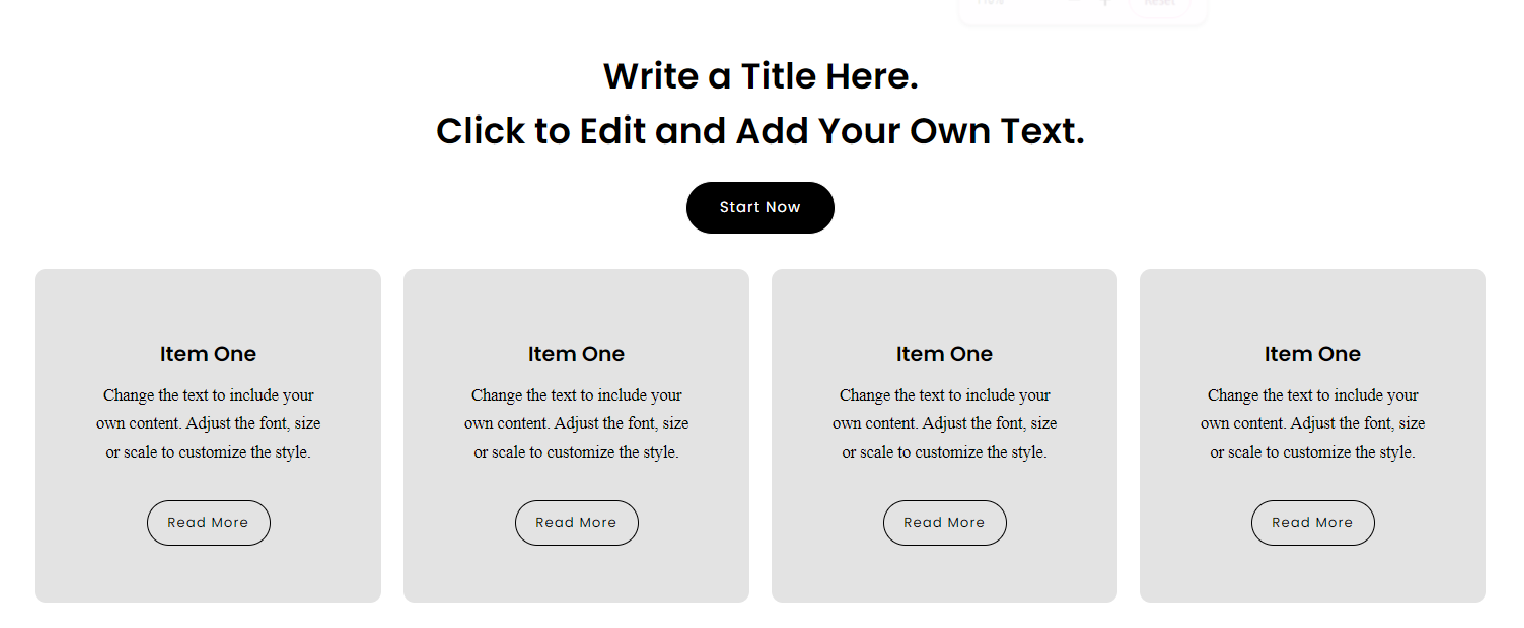 Write a Title Here.
Click to Edit and Add Your Own Text.
Start Now
Item One
Change the text to include your
own content. Adjust the font, size
or scale to customize the style.
Read More
Item One
Change the text to include your
own content. Adjust the font, size
or scale to customize the style.
Read More
Item One
Change the text to include your
own content. Adjust the font, size
or scale to customize the style.
Read More
Item One
Change the text to include your
own content. Adjust the font, size
or scale to customize the style.
Read More